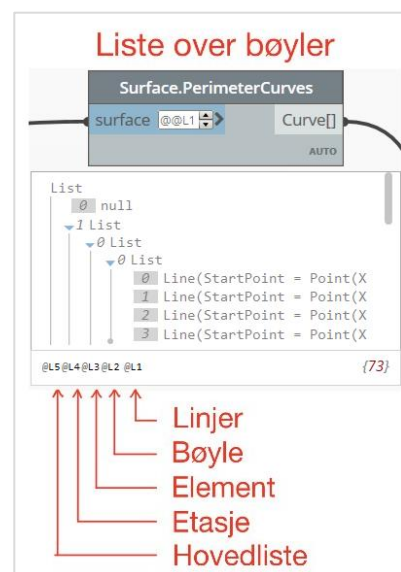 Liste over bøyler
Surface.PerimeterCurves
surface @@L1 > Curve[]
AUTO
List
0 null
1 List
0 List
0 List
0 Line(StartPoint = Point(X
1 Line(StartPoint = Point(X
2 Line(StartPoint = Point(X
3 Line(StartPoint = Point(X
@L5 @L4 @L3 @L2 @L1 {73}
Linjer
Bøyle
Element
Etasje
Hovedliste